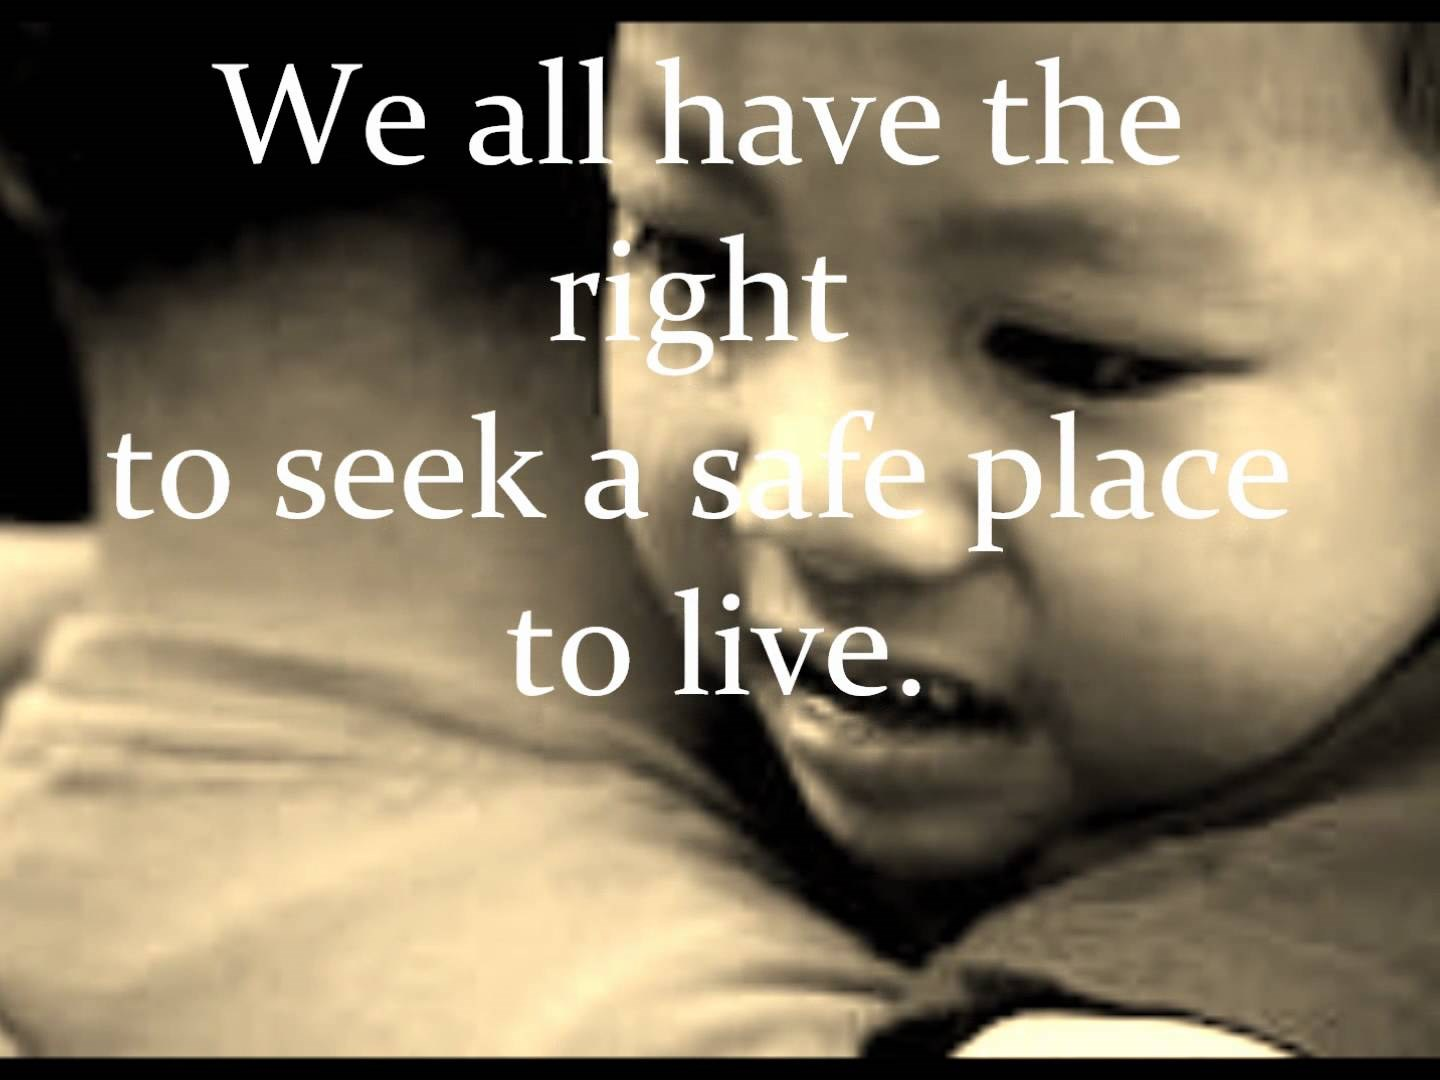 We all have the
right
to seek a safe place
to live.